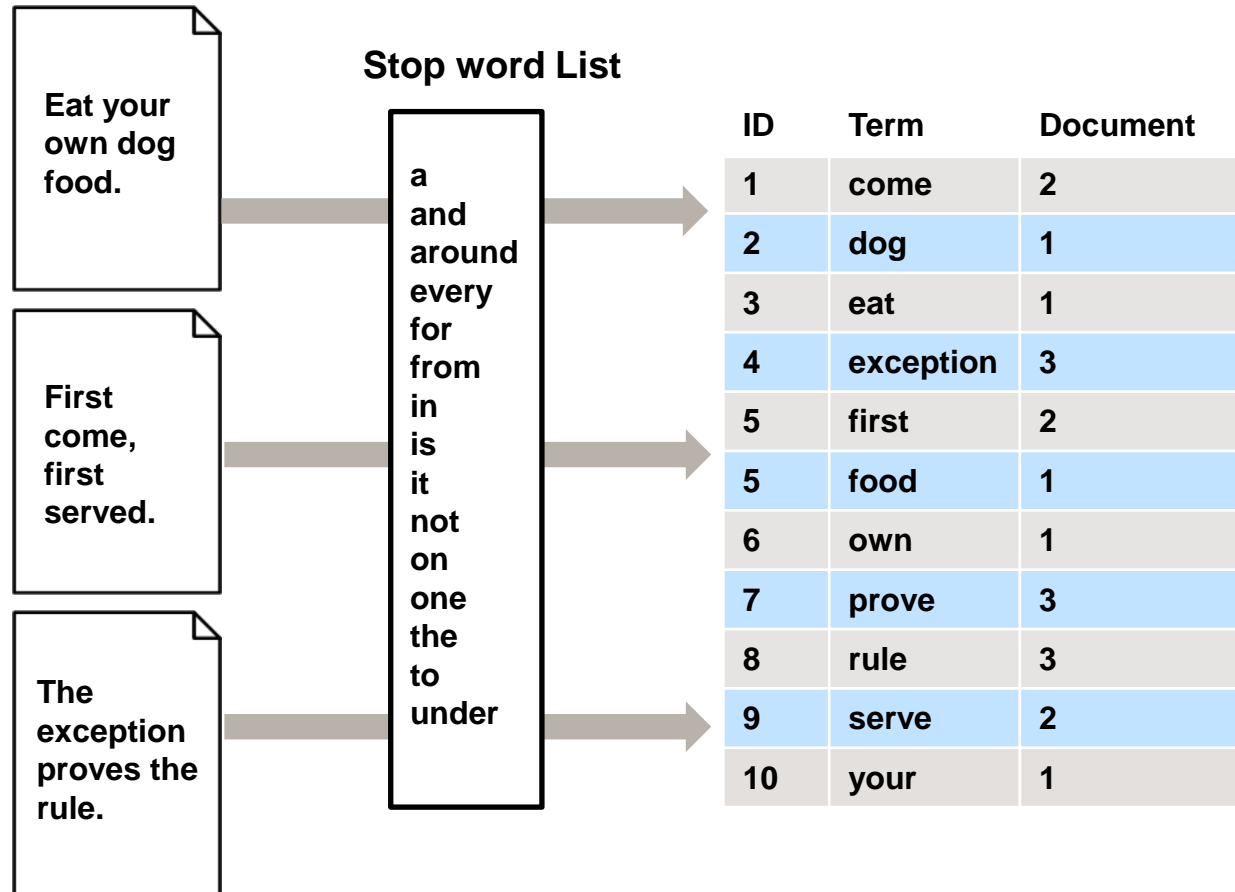 Eat your
own dog
food.
First
come,
first
served.
The
exception
proves the
rule.
Stop word List
a
and
around
every
for
from
in
is
it
not
on
one
the
to
under
ID Term Document
1 come 2
2 dog 1
3 eat 1
4 exception 3
5 first 2
5 food 1
6 own 1
7 prove 3
8 rule 3
9 serve 2
10 your 1